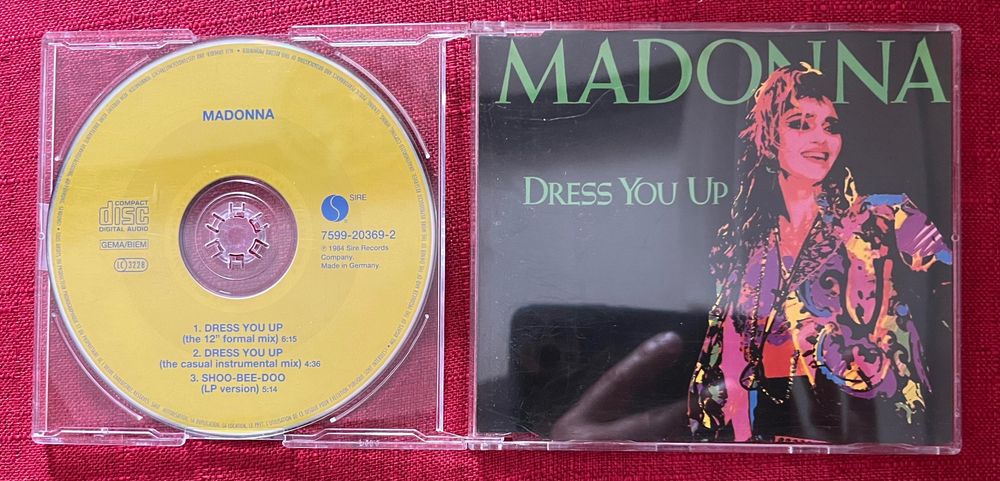 MADONNA
COMPACT
disc
DIGITAL AUDIO
GEMA/BIEM
LC 3228
SIRE
7599-20369-2
℗ 1984 Sire Records
Company.
Made in Germany.
1. DRESS YOU UP
(the 12" formal mix) 6:15
2. DRESS YOU UP
(the casual instrumental mix) 4:36
3. SHOO-BEE-DOO
(LP version) 5:14
MADONNA
DRESS YOU UP